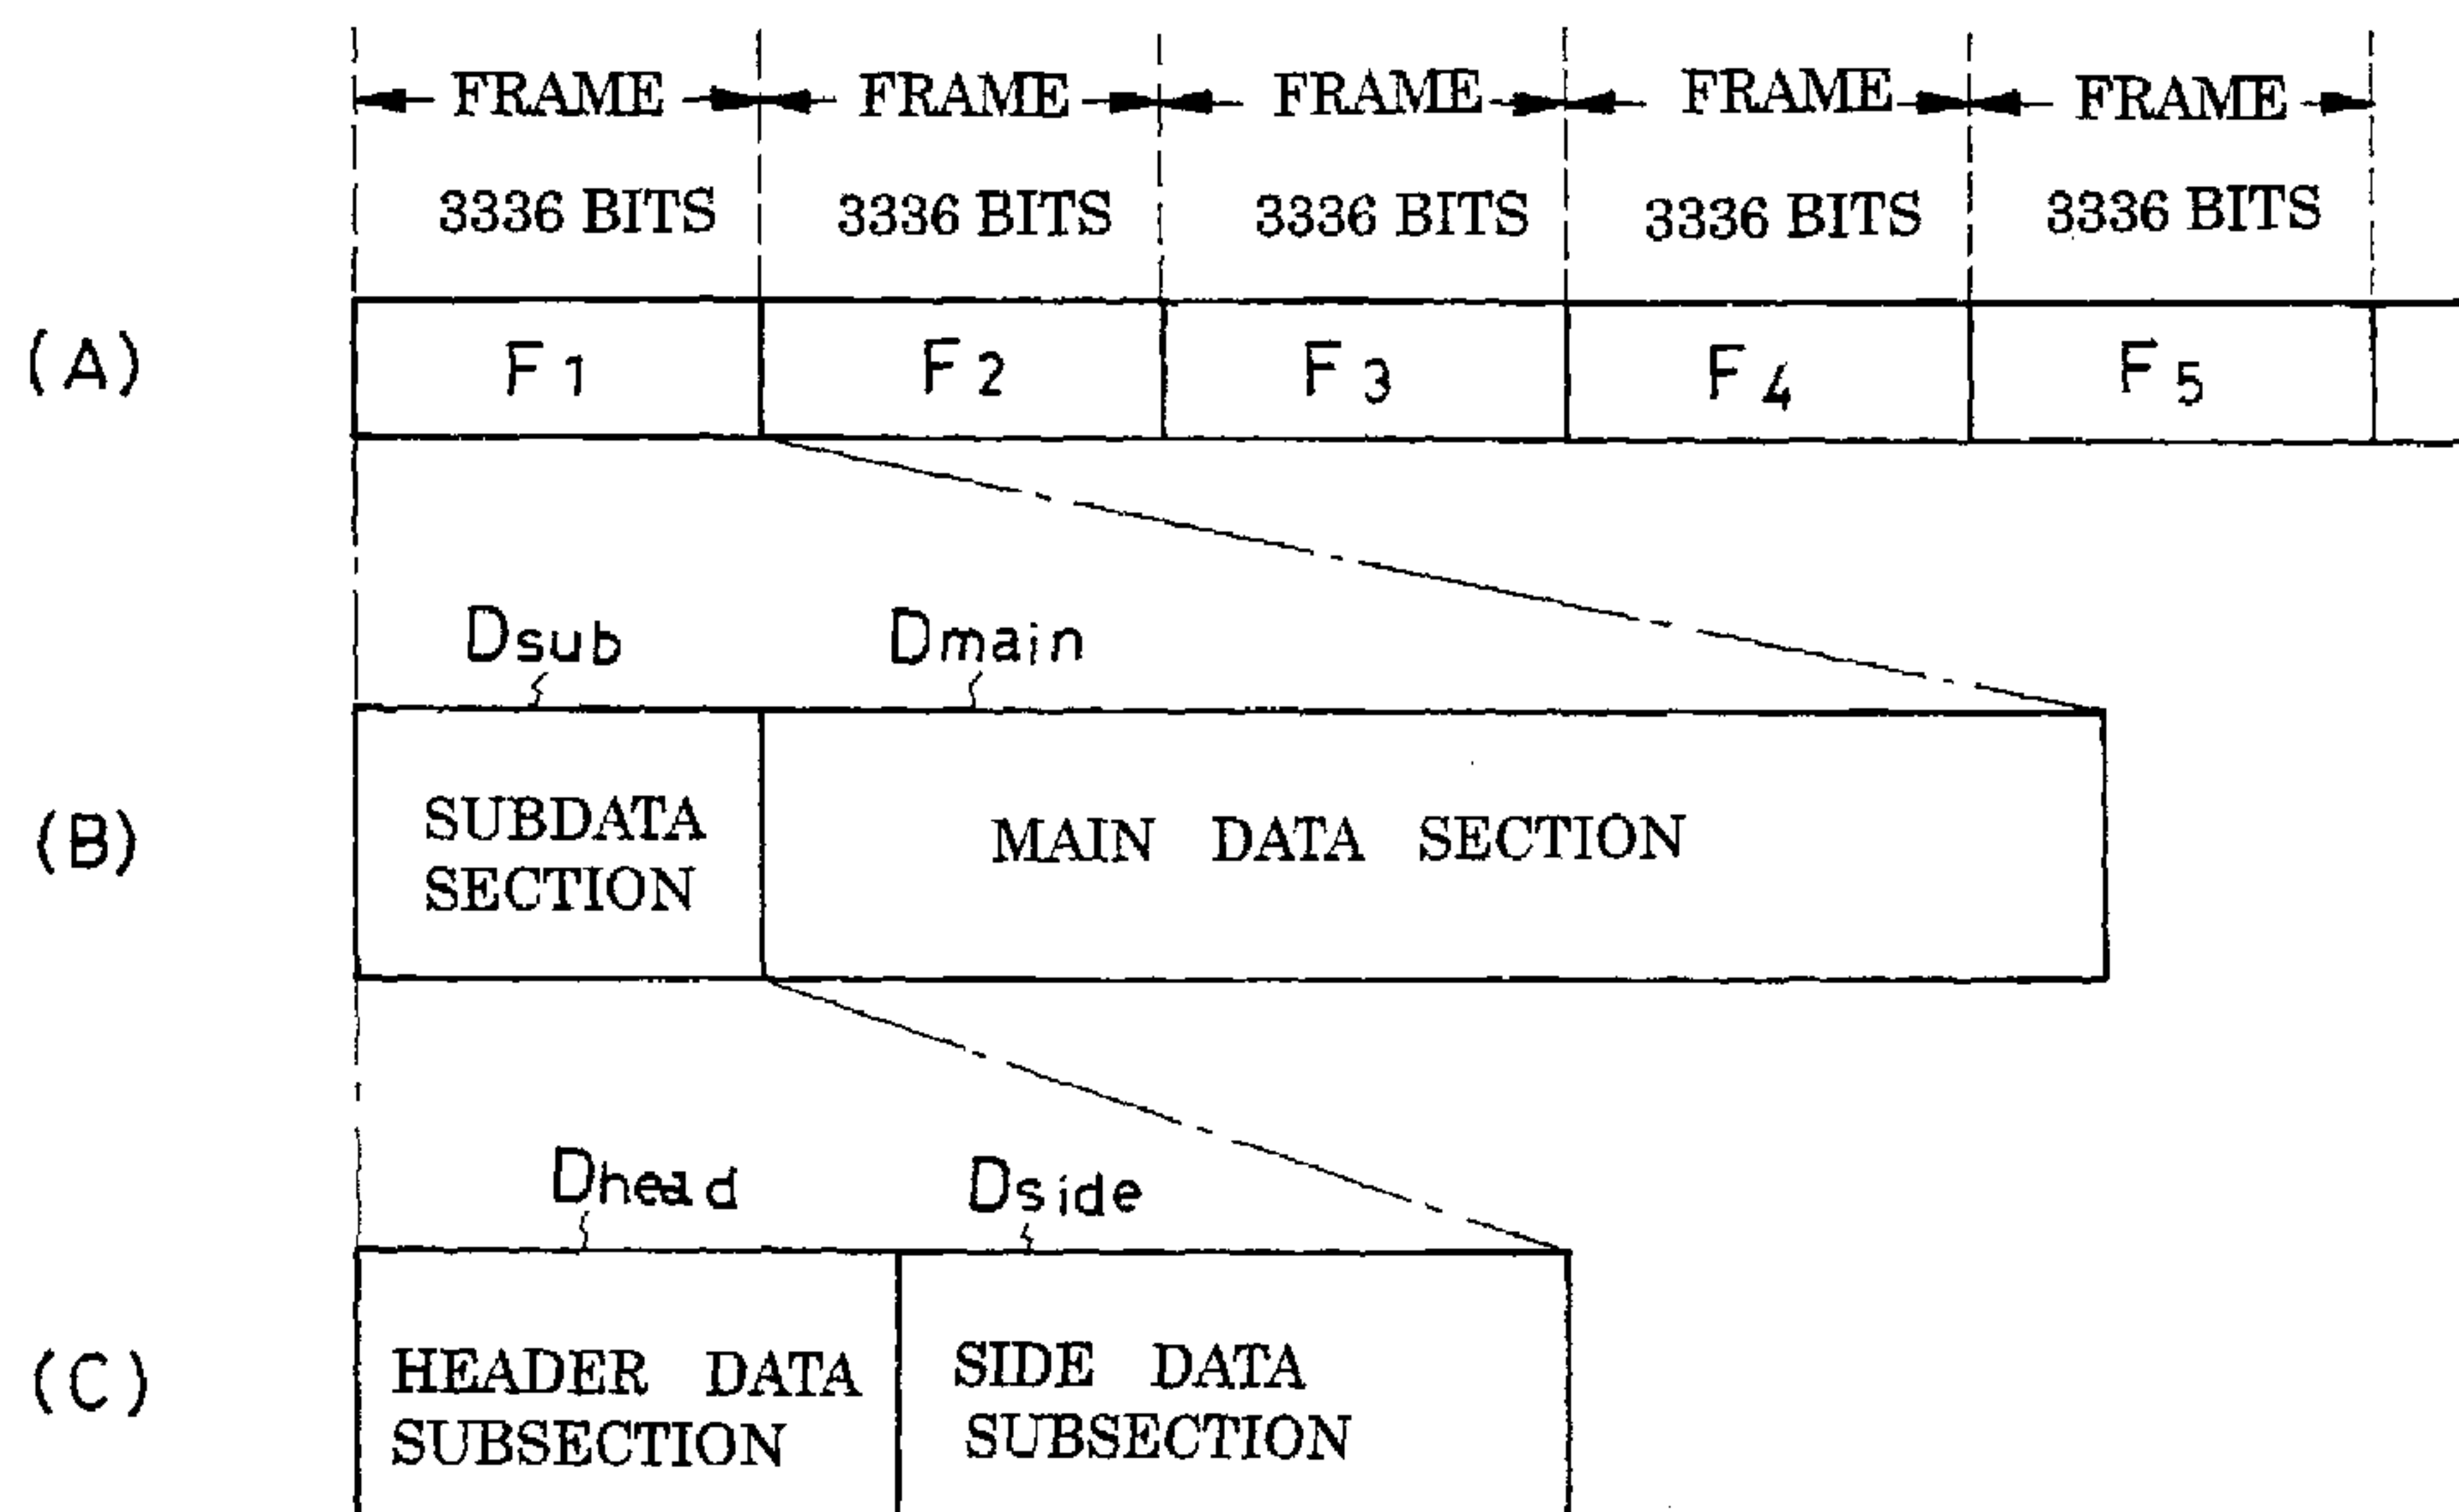 FRAME FRAME FRAME FRAME FRAME
3336 BITS 3336 BITS 3336 BITS 3336 BITS 3336 BITS
(A) F1 F2 F3 F4 F5
Dsub Dmain
(B)
SUBDATA
SECTION
MAIN DATA SECTION
Dhead Dside
(C)
HEADER DATA
SUBSECTION
SIDE DATA
SUBSECTION